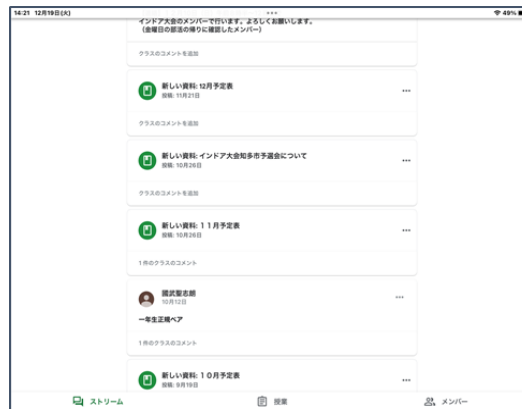 14:21 12月19日(火)
49%
インドア大会のメンバーで行います。よろしくお願いします。
（金曜日の部活の帰りに確認したメンバー）
クラスのコメントを追加
新しい資料: 12月予定表
投稿: 11月21日
クラスのコメントを追加
新しい資料: インドア大会知多市予選会について
投稿: 10月26日
クラスのコメントを追加
新しい資料: １１月予定表
投稿: 10月26日
1 件のクラスのコメント
國武聖志朗
10月12日
一年生正規ペア
1 件のクラスのコメント
新しい資料: １０月予定表
投稿: 9月19日
ストリーム
授業
メンバー